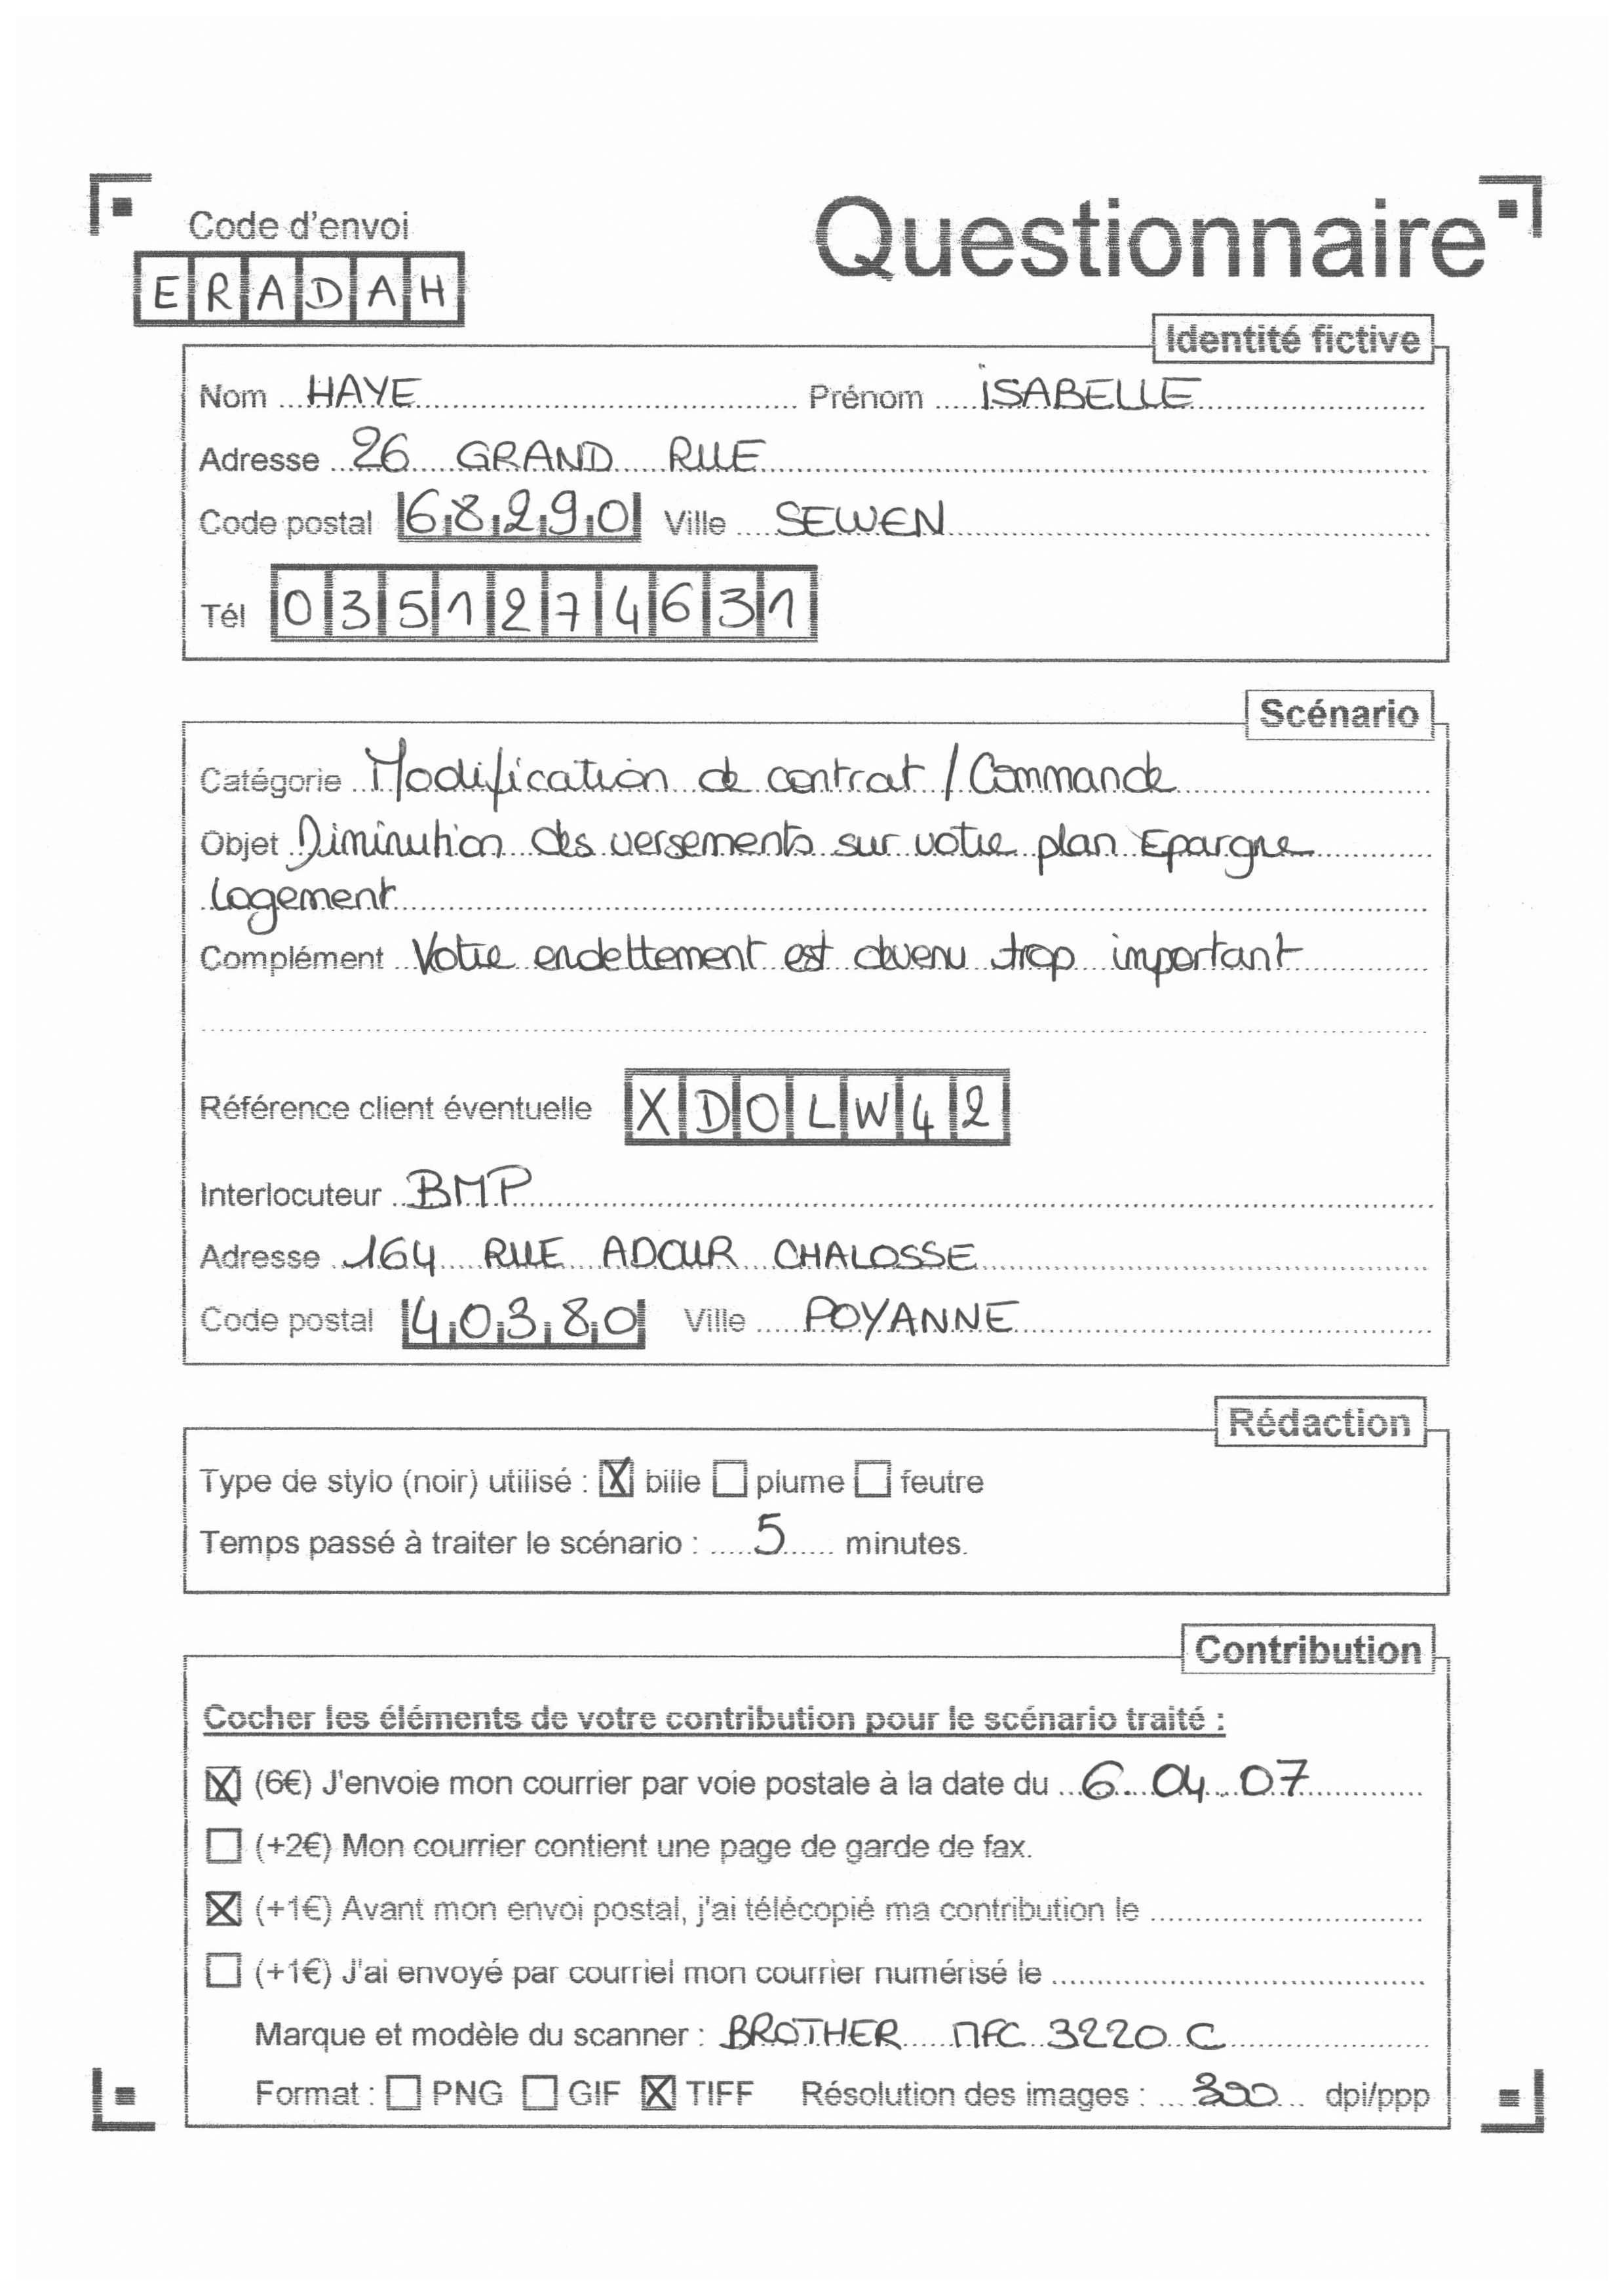 Code d'envoi
Questionnaire
ERADAH
Identité fictive
Nom HAYE Prénom ISABELLE
Adresse 26 GRAND RUE
Code postal 68290 Ville SEWEN
Tél 0351274631
Scénario
Catégorie Modification de contrat / Commande
Objet Diminution des versements sur votre plan Epargne
Logement
Complément Votre endettement est devenu trop important
Référence client éventuelle XDOLW42
Interlocuteur BMP
Adresse 164 RUE ADOUR CHALOSSE
Code postal 40380 Ville POYANNE
Rédaction
Type de stylo (noir) utilisé : X bille plume feutre
Temps passé à traiter le scénario : 5 minutes.
Contribution
Cocher les éléments de votre contribution pour le scénario traité :
X (6€) J'envoie mon courrier par voie postale à la date du 6.04.07
(+2€) Mon courrier contient une page de garde de fax.
X (+1€) Avant mon envoi postal, j'ai télécopié ma contribution le
(+1€) J'ai envoyé par courriel mon courrier numérisé le
Marque et modèle du scanner : BROTHER MFC 3220 C
Format : PNG GIF X TIFF Résolution des images : 300 dpi/ppp